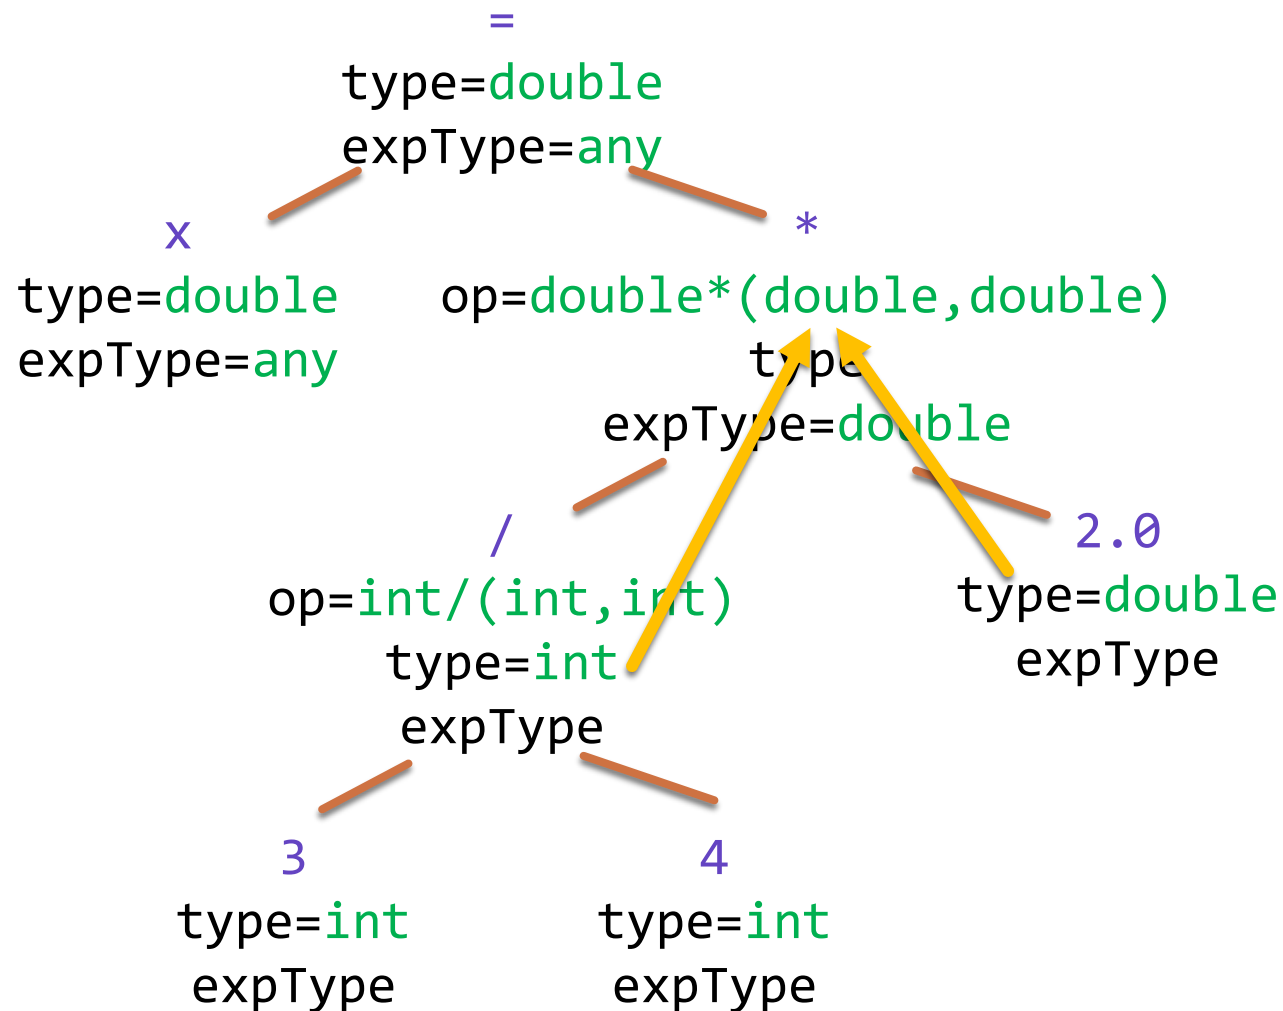 =
type=double
expType=any
x
type=double
expType=any
*
op=double*(double,double)
type
expType=double
/
op=int/(int,int)
type=int
expType
2.0
type=double
expType
3
type=int
expType
4
type=int
expType